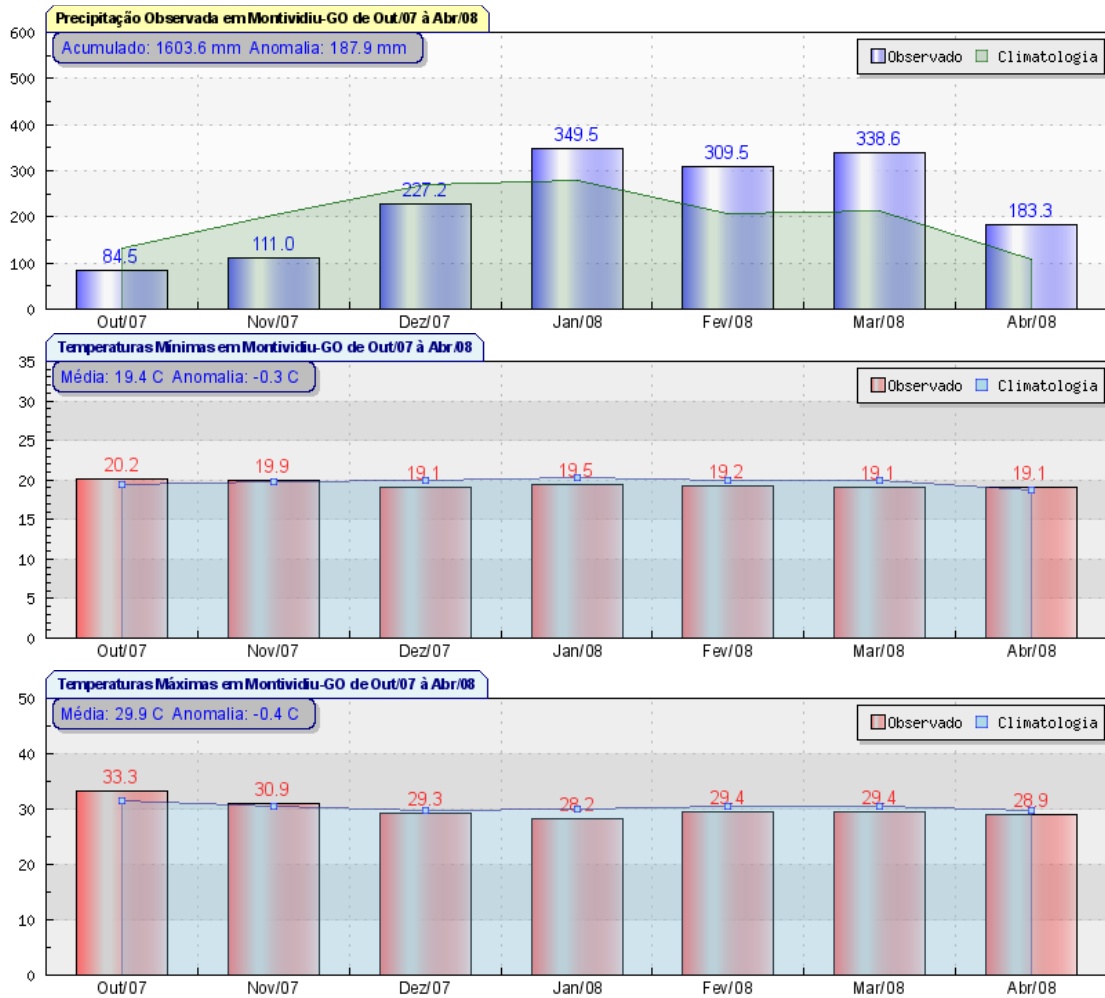 Precipitação Observada em Montividiu-GO de Out/07 à Abr/08
Acumulado: 1603.6 mm Anomalia: 187.9 mm
Observado Climatologia
600
500
400
300
200
100
0
84.5 111.0 227.2 349.5 309.5 338.6 183.3
Out/07 Nov/07 Dez/07 Jan/08 Fev/08 Mar/08 Abr/08
Temperaturas Mínimas em Montividiu-GO de Out/07 à Abr/08
Média: 19.4 C Anomalia: -0.3 C
Observado Climatologia
35
30
25
20
15
10
5
0
20.2 19.9 19.1 19.5 19.2 19.1 19.1
Out/07 Nov/07 Dez/07 Jan/08 Fev/08 Mar/08 Abr/08
Temperaturas Máximas em Montividiu-GO de Out/07 à Abr/08
Média: 29.9 C Anomalia: -0.4 C
Observado Climatologia
50
40
30
20
10
0
33.3 30.9 29.3 28.2 29.4 29.4 28.9
Out/07 Nov/07 Dez/07 Jan/08 Fev/08 Mar/08 Abr/08